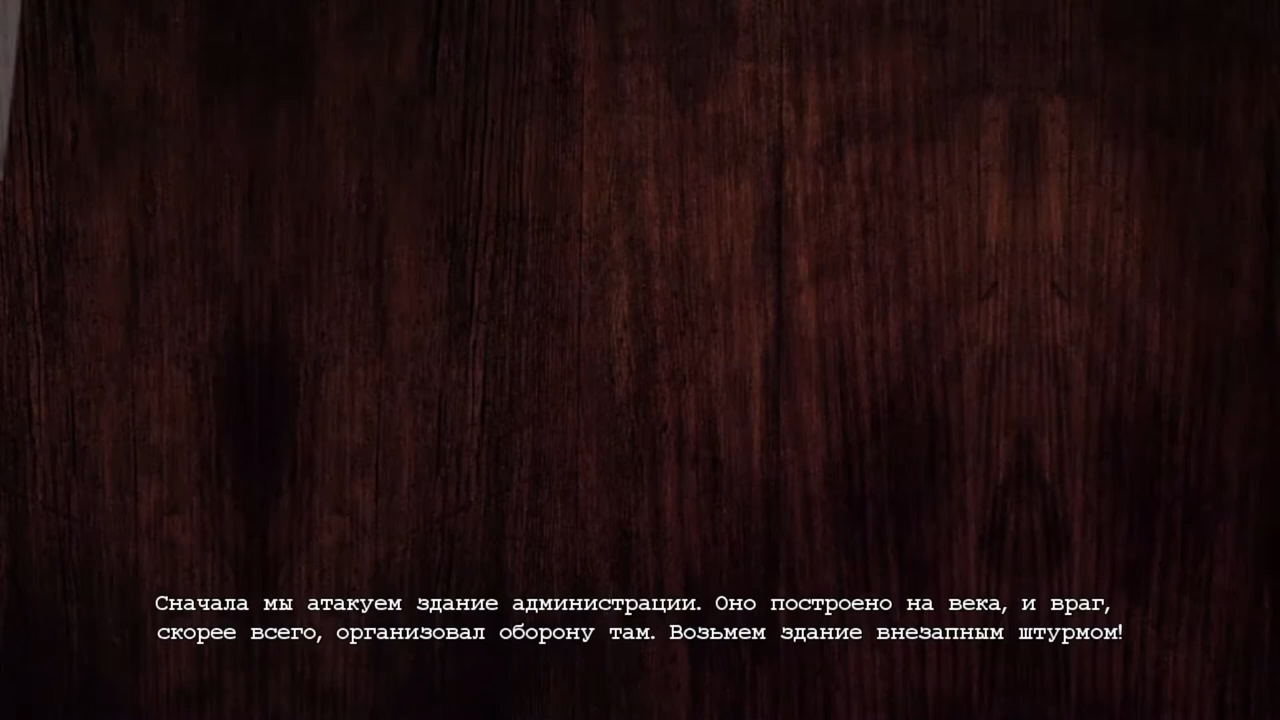 Сначала мы атакуем здание администрации. Оно построено на века, и враг,
скорее всего, организовал оборону там. Возьмем здание внезапным штурмом!